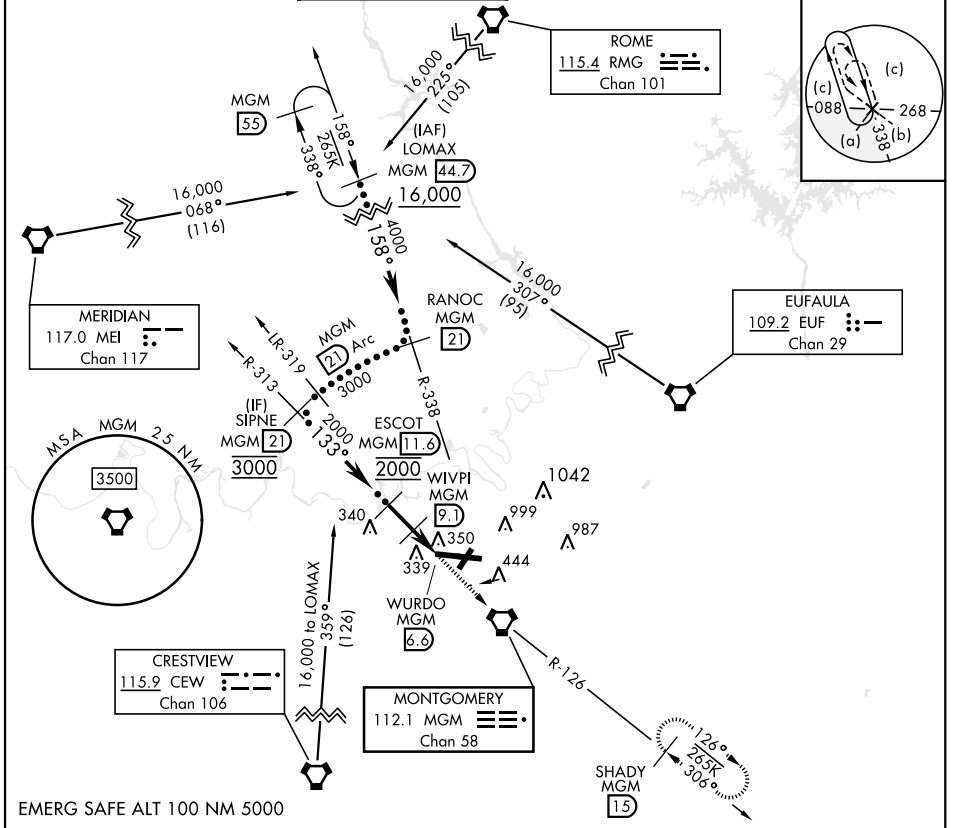 ROME
115.4 RMG
Chan 101
16,000
225°
(105)
(c)
(c)
088
268
(a)
(b)
338
MGM
55
158°
265K
338°
(IAF)
LOMAX
MGM 44.7
16,000
16,000
068°
(116)
4000
158°
16,000
307°
(95)
MERIDIAN
117.0 MEI
Chan 117
RANOC
MGM
21
EUFAULA
109.2 EUF
Chan 29
MGM
21 Arc
3000
LR-319
R-313
R-338
(IF)
SIPNE
MGM 21
3000
2000
133°
ESCOT
MGM 11.6
2000
WIVPI
MGM
9.1
MSA MGM 25 NM
3500
1042
999
987
340
350
339
444
WURDO
MGM
6.6
16,000 to LOMAX
359°
(126)
CRESTVIEW
115.9 CEW
Chan 106
MONTGOMERY
112.1 MGM
Chan 58
R-126
126°
265K
306°
SHADY
MGM
15
EMERG SAFE ALT 100 NM 5000